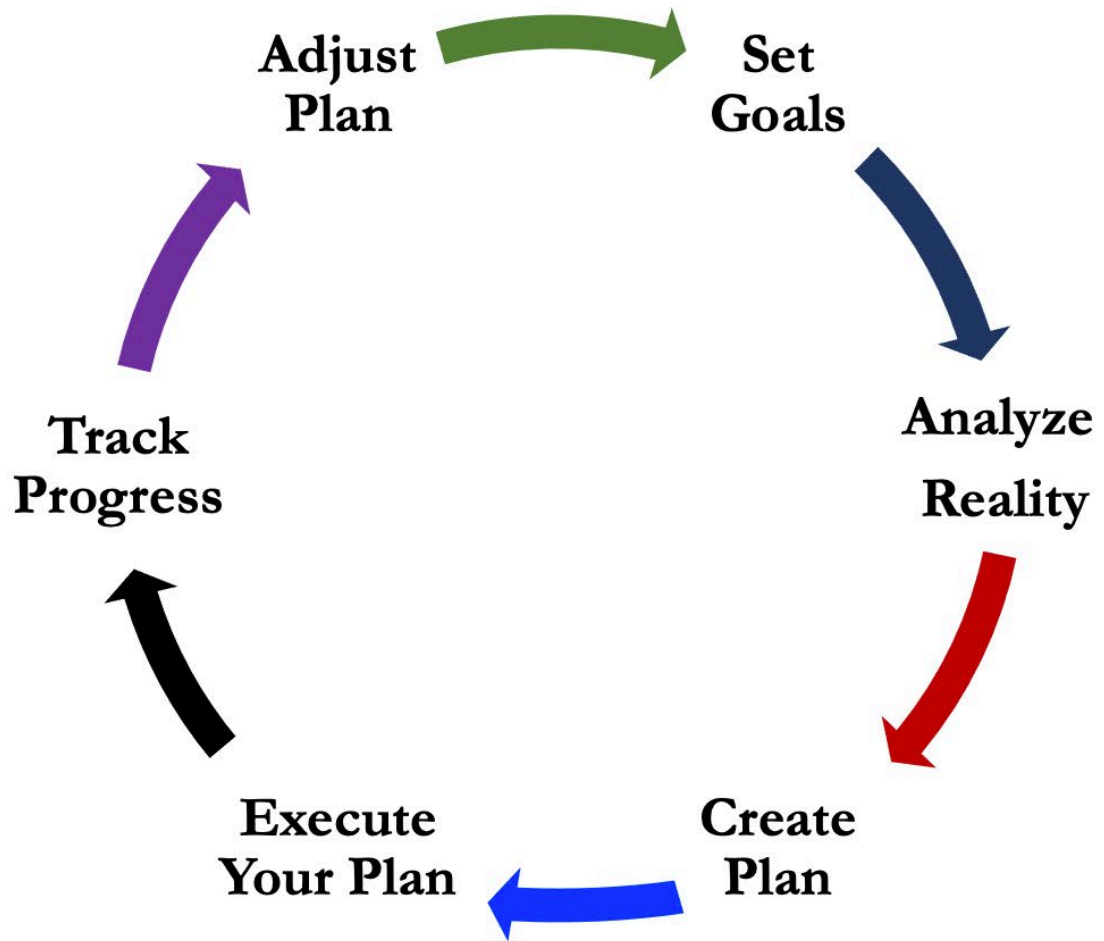 Adjust
Plan
Set
Goals
Analyze
Reality
Create
Plan
Execute
Your Plan
Track
Progress